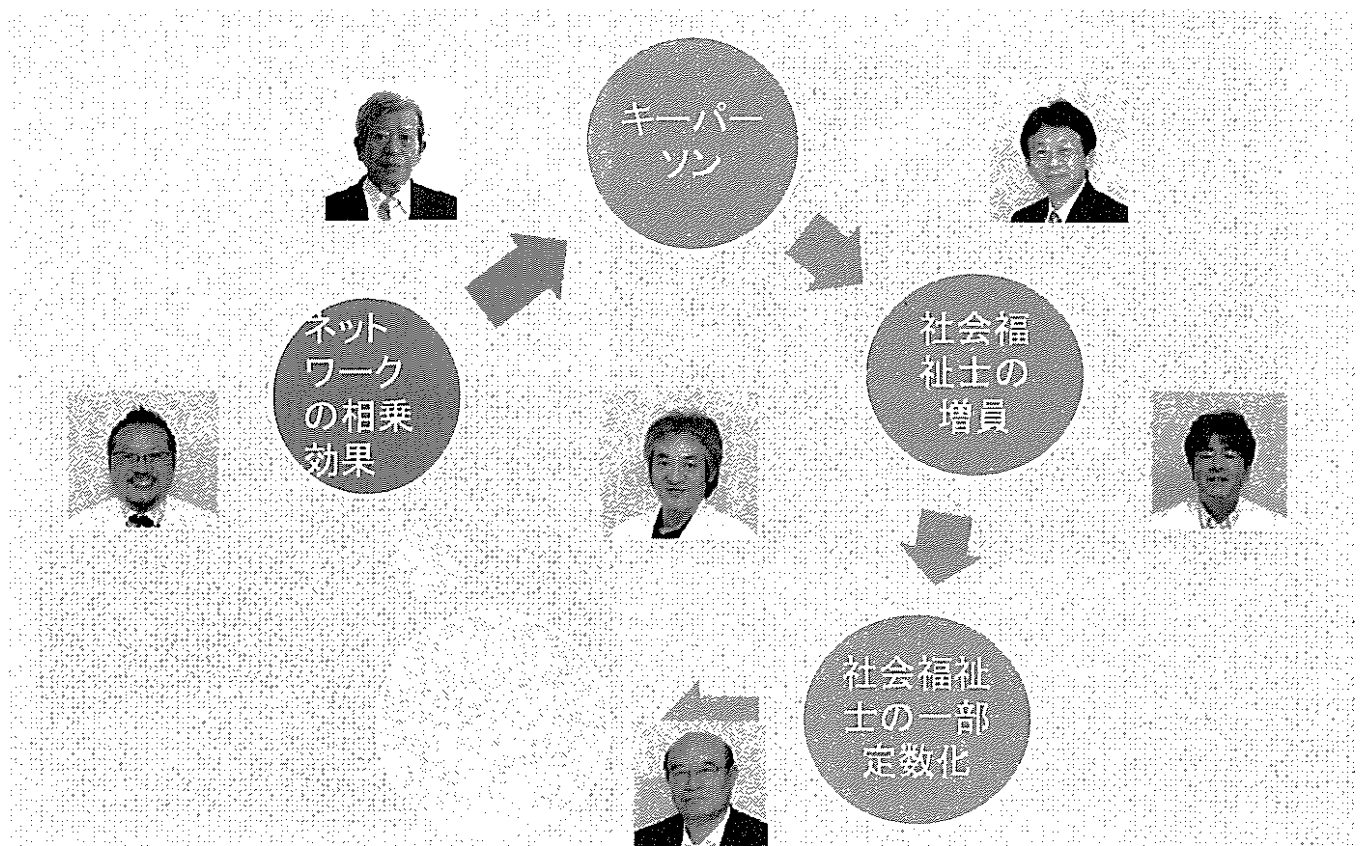 キーパー
ソン
社会福
祉士の
増員
社会福祉
士の一部
定数化
ネット
ワーク
の相乗
効果